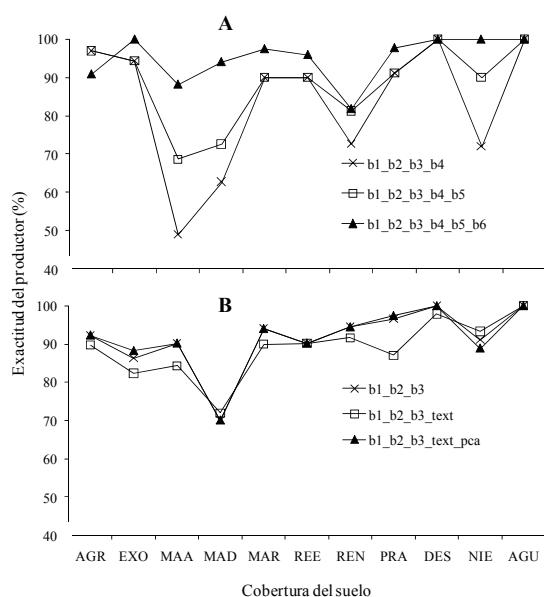 A
100
90
80
70
60
50
40
b1_b2_b3_b4
b1_b2_b3_b4_b5
b1_b2_b3_b4_b5_b6
Exactitud del productor (%)
B
100
90
80
70
60
50
40
b1_b2_b3
b1_b2_b3_text
b1_b2_b3_text_pca
AGR EXO MAA MAD MAR REE REN PRA DES NIE AGU
Cobertura del suelo